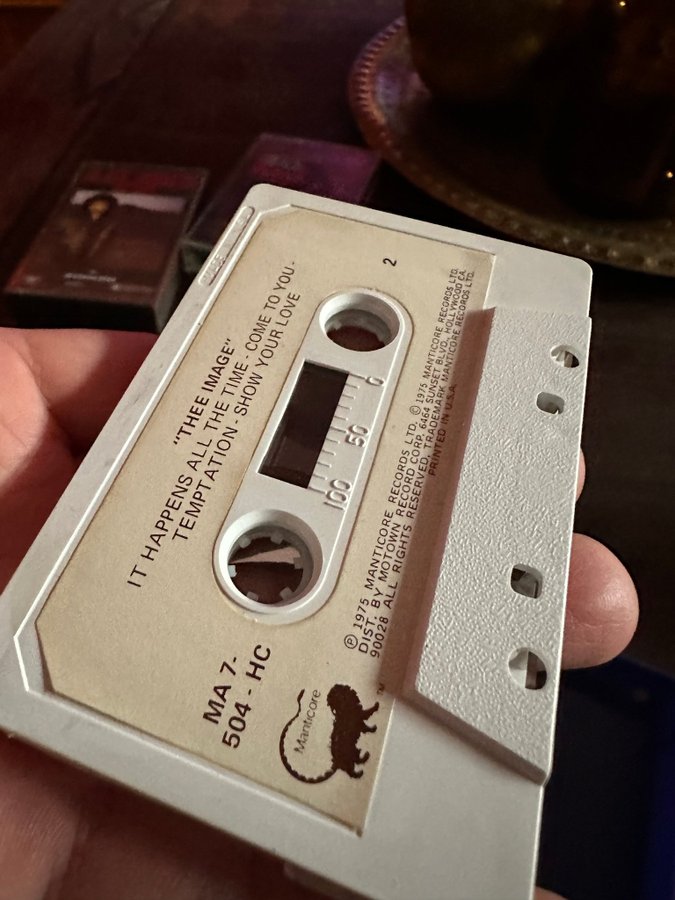 "THEE IMAGE"
IT HAPPENS ALL THE TIME - COME TO YOU -
TEMPTATION - SHOW YOUR LOVE
2
0
50
100
MA 7-
504 - HC
℗ 1975 MANTICORE RECORDS LTD. © 1975 MANTICORE RECORDS LTD.
DIST. BY MOTOWN RECORD CORP. 6464 SUNSET BLVD. HOLLYWOOD CA.
90028 ALL RIGHTS RESERVED, TRADEMARK MANTICORE RECORDS LTD.
PRINTED IN U.S.A.
Manticore
TM